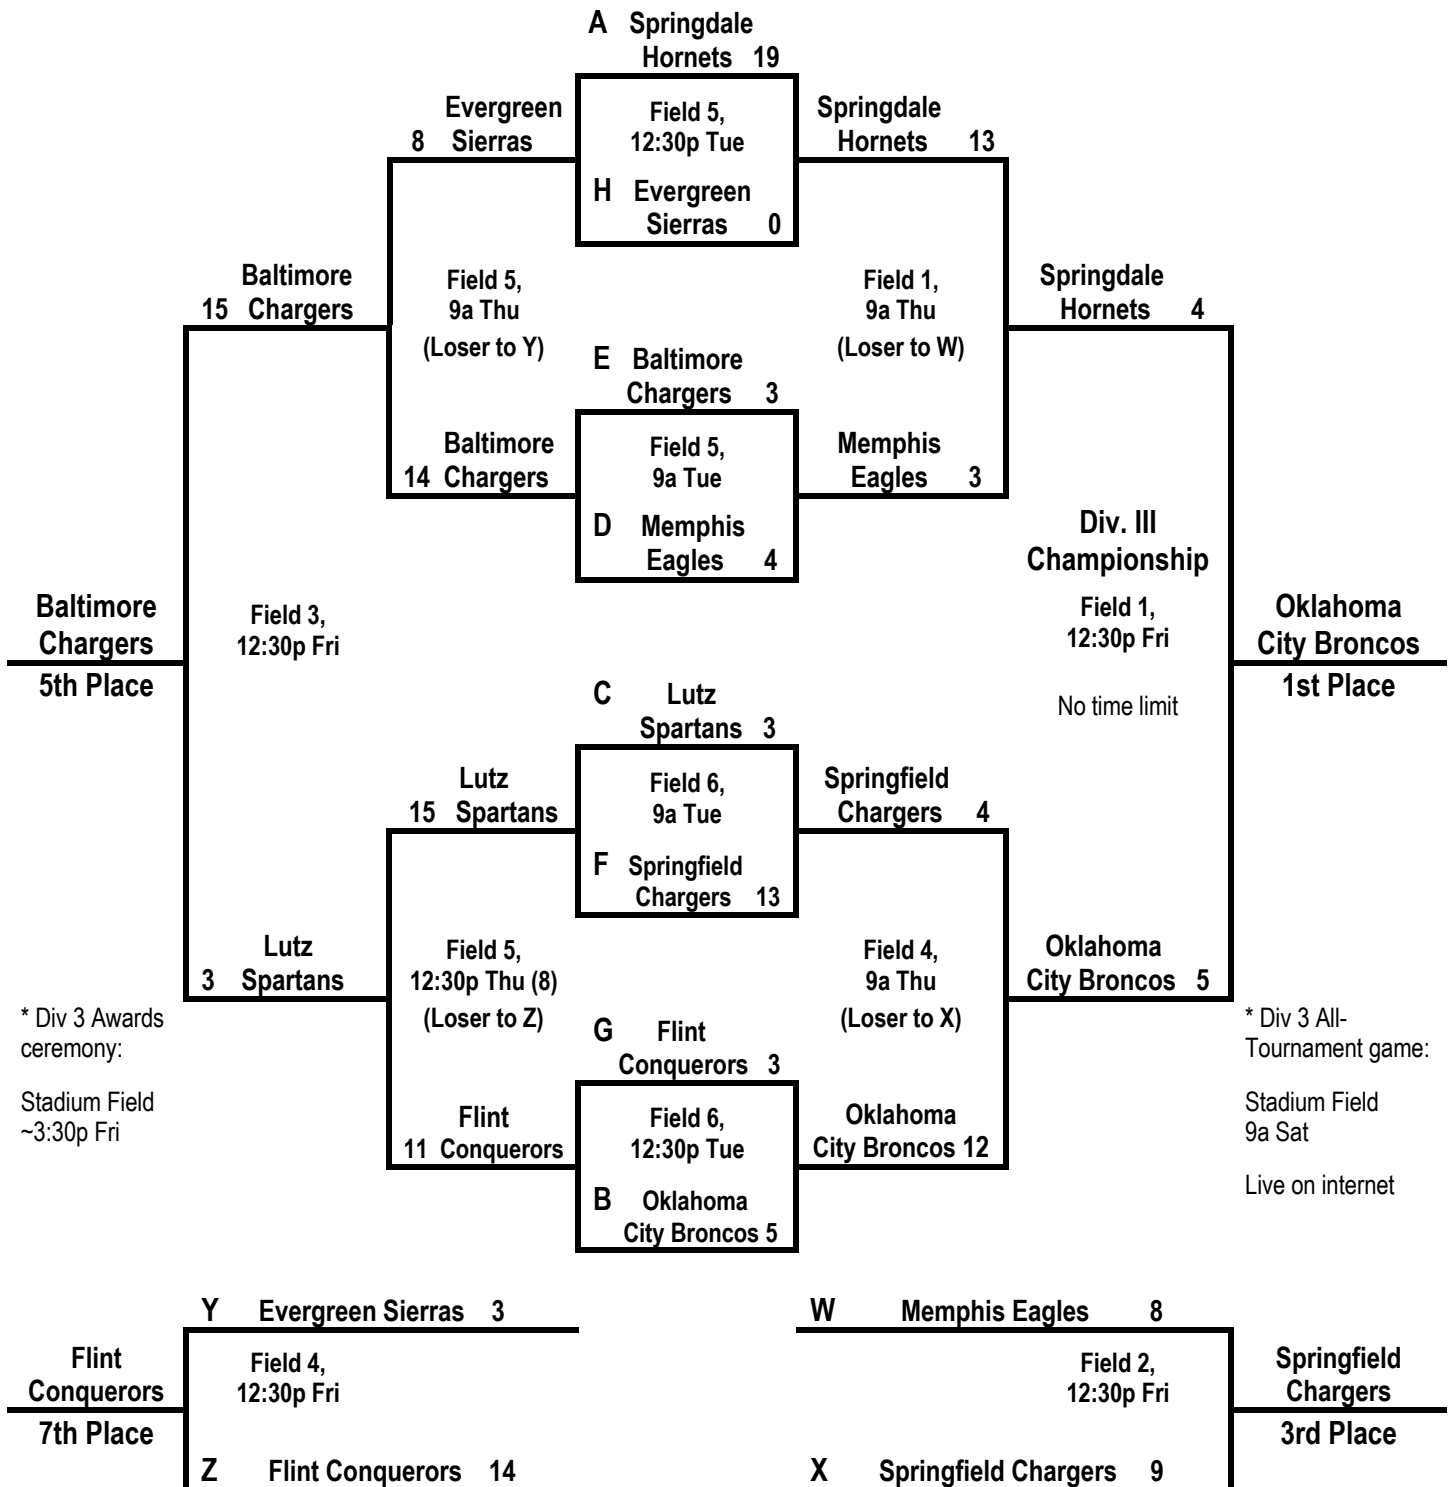 A Springdale
Hornets 19
Field 5,
12:30p Tue
H Evergreen
Sierras 0
Evergreen
8 Sierras
Springdale
Hornets 13
Baltimore
15 Chargers
Field 5,
9a Thu
(Loser to Y)
Field 1,
9a Thu
(Loser to W)
Springdale
Hornets 4
E Baltimore
Chargers 3
Field 5,
9a Tue
D Memphis
Eagles 4
Baltimore
14 Chargers
Memphis
Eagles 3
Div. III
Championship
Field 1,
12:30p Fri
No time limit
Baltimore
Chargers
5th Place
Field 3,
12:30p Fri
Oklahoma
City Broncos
1st Place
C Lutz
Spartans 3
Field 6,
9a Tue
F Springfield
Chargers 13
Lutz
15 Spartans
Springfield
Chargers 4
Lutz
3 Spartans
Field 5,
12:30p Thu (8)
(Loser to Z)
Field 4,
9a Thu
(Loser to X)
Oklahoma
City Broncos 5
G Flint
Conquerors 3
Field 6,
12:30p Tue
B Oklahoma
City Broncos 5
Flint
11 Conquerors
Oklahoma
City Broncos 12
* Div 3 Awards
ceremony:
Stadium Field
~3:30p Fri
* Div 3 All-
Tournament game:
Stadium Field
9a Sat
Live on internet
Y Evergreen Sierras 3
Flint
Conquerors
7th Place
Field 4,
12:30p Fri
Z Flint Conquerors 14
W Memphis Eagles 8
Field 2,
12:30p Fri
Springfield
Chargers
3rd Place
X Springfield Chargers 9